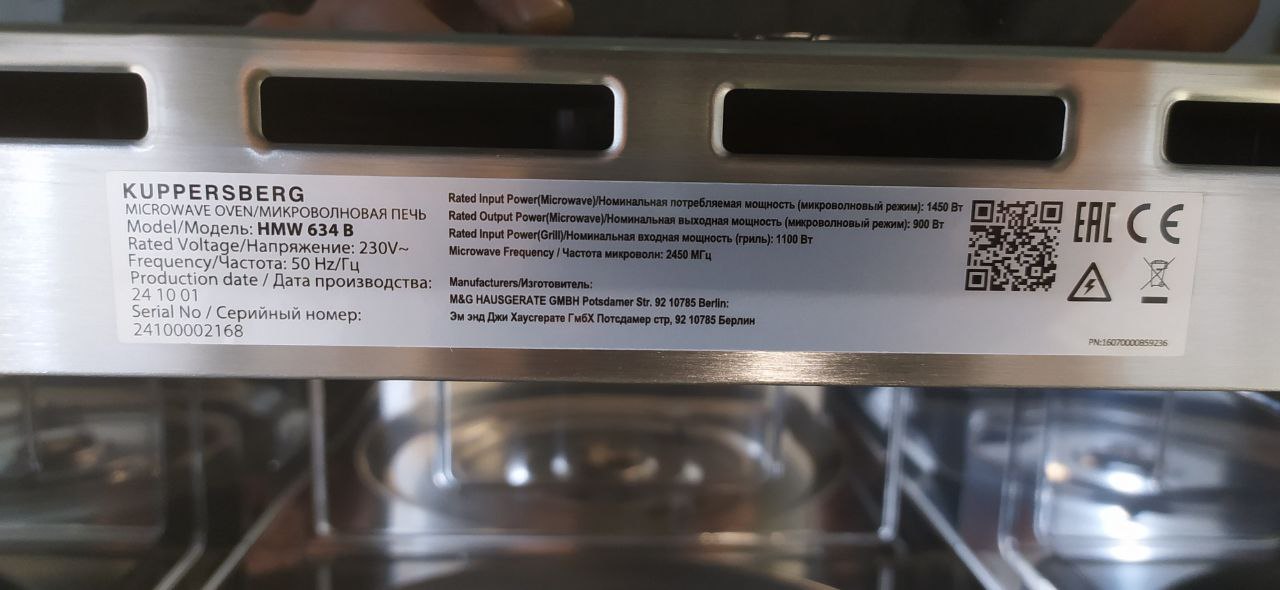 KUPPERSBERG
MICROWAVE OVEN/МИКРОВОЛНОВАЯ ПЕЧЬ
Model/Модель: HMW 634 B
Rated Voltage/Напряжение: 230V~
Frequency/Частота: 50 Hz/Гц
Production date / Дата производства:
24 10 01
Serial No / Серийный номер:
24100002168
Rated Input Power(Microwave)/Номинальная потребляемая мощность (микроволновый режим): 1450 Вт
Rated Output Power(Microwave)/Номинальная выходная мощность (микроволновый режим): 900 Вт
Rated Input Power(Grill)/Номинальная входная мощность (гриль): 1100 Вт
Microwave Frequency / Частота микроволн: 2450 МГц
Manufacturers/Изготовитель:
M&G HAUSGERATE GMBH Potsdamer Str. 92 10785 Berlin:
Эм энд Джи Хаусгерате ГмбХ Потсдамер стр, 92 10785 Берлин
EAC CE
PN:16070000859236